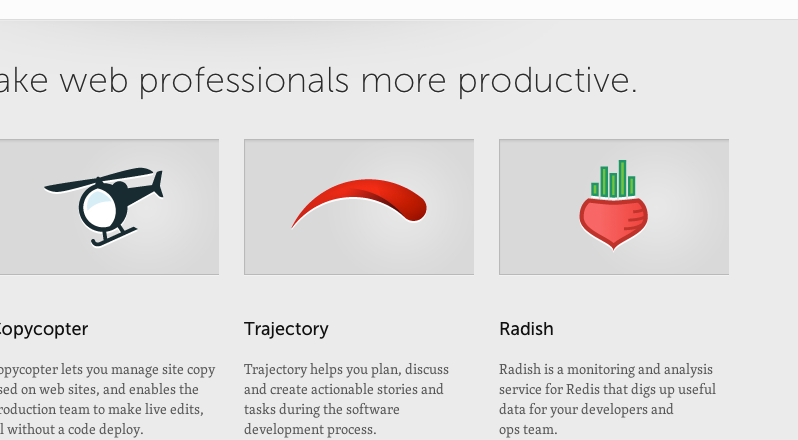 ake web professionals more productive.
Copycopter
Trajectory
Radish
opycopter lets you manage site copy
sed on web sites, and enables the
roduction team to make live edits,
l without a code deploy.
Trajectory helps you plan, discuss
and create actionable stories and
tasks during the software
development process.
Radish is a monitoring and analysis
service for Redis that digs up useful
data for your developers and
ops team.